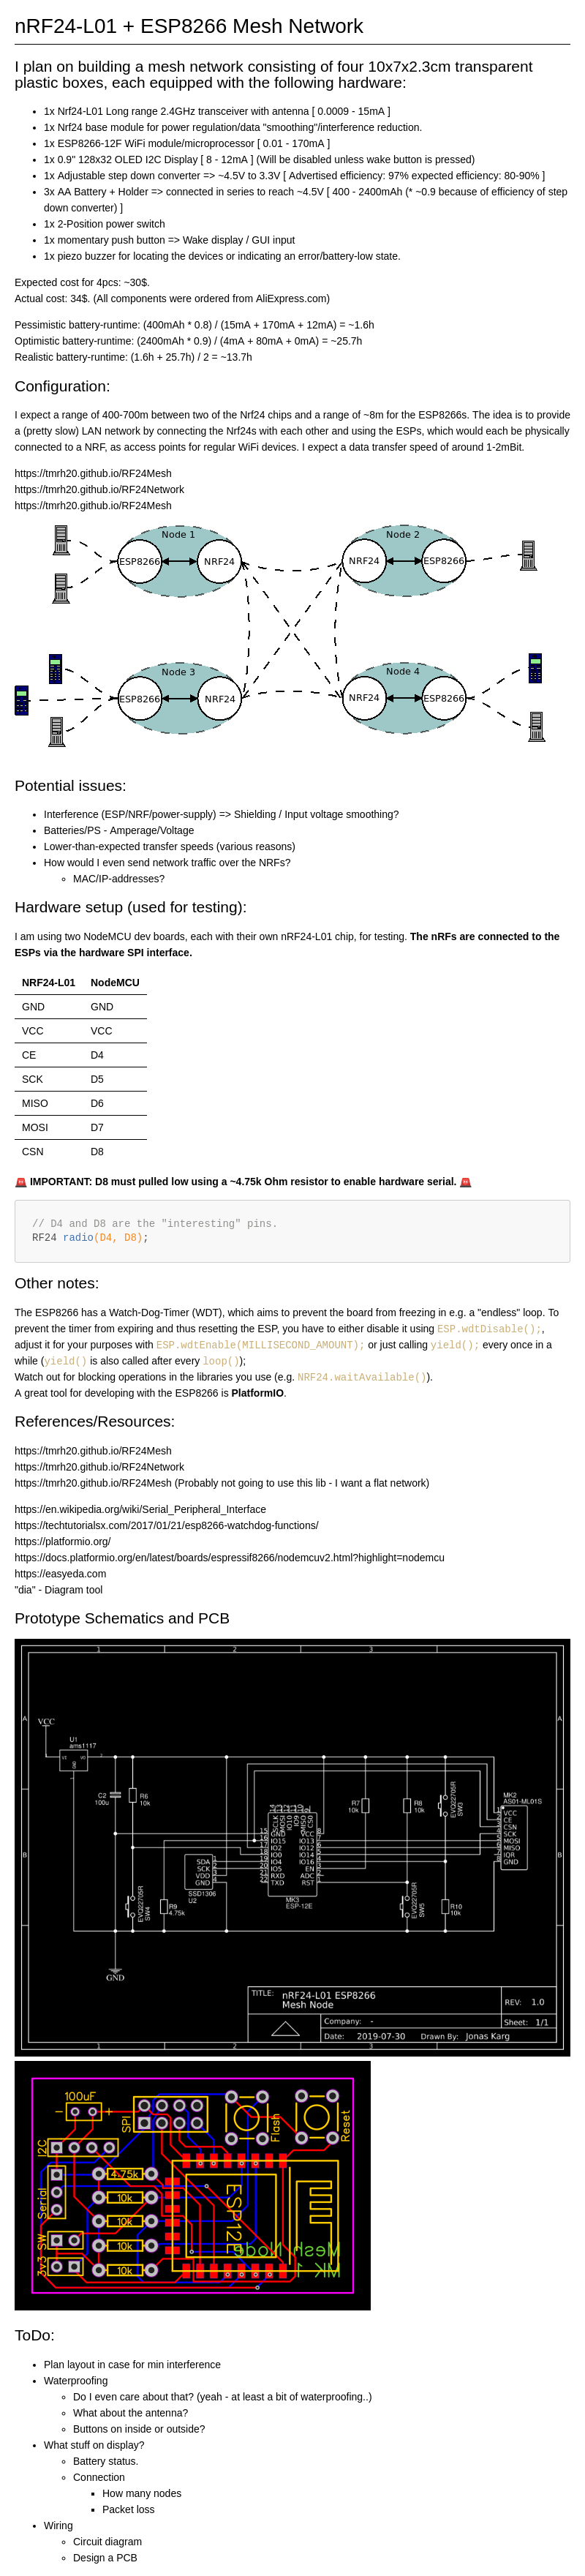 nRF24-L01 + ESP8266 Mesh Network
I plan on building a mesh network consisting of four 10x7x2.3cm transparent
plastic boxes, each equipped with the following hardware:
• 1x Nrf24-L01 Long range 2.4GHz transceiver with antenna [ 0.0009 - 15mA ]
• 1x Nrf24 base module for power regulation/data "smoothing"/interference reduction.
• 1x ESP8266-12F WiFi module/microprocessor [ 0.01 - 170mA ]
• 1x 0.9" 128x32 OLED I2C Display [ 8 - 12mA ] (Will be disabled unless wake button is pressed)
• 1x Adjustable step down converter => ~4.5V to 3.3V [ Advertised efficiency: 97% expected efficiency: 80-90% ]
• 3x AA Battery + Holder => connected in series to reach ~4.5V [ 400 - 2400mAh (* ~0.9 because of efficiency of step
down converter) ]
• 1x 2-Position power switch
• 1x momentary push button => Wake display / GUI input
• 1x piezo buzzer for locating the devices or indicating an error/battery-low state.
Expected cost for 4pcs: ~30$.
Actual cost: 34$. (All components were ordered from AliExpress.com)
Pessimistic battery-runtime: (400mAh * 0.8) / (15mA + 170mA + 12mA) = ~1.6h
Optimistic battery-runtime: (2400mAh * 0.9) / (4mA + 80mA + 0mA) = ~25.7h
Realistic battery-runtime: (1.6h + 25.7h) / 2 = ~13.7h
Configuration:
I expect a range of 400-700m between two of the Nrf24 chips and a range of ~8m for the ESP8266s. The idea is to provide
a (pretty slow) LAN network by connecting the Nrf24s with each other and using the ESPs, which would each be physically
connected to a NRF, as access points for regular WiFi devices. I expect a data transfer speed of around 1-2mBit.
https://tmrh20.github.io/RF24Mesh
https://tmrh20.github.io/RF24Network
https://tmrh20.github.io/RF24Mesh
Node 1
ESP8266
NRF24
Node 2
NRF24
ESP8266
Node 3
ESP8266
NRF24
Node 4
NRF24
ESP8266
Potential issues:
• Interference (ESP/NRF/power-supply) => Shielding / Input voltage smoothing?
• Batteries/PS - Amperage/Voltage
• Lower-than-expected transfer speeds (various reasons)
• How would I even send network traffic over the NRFs?
◦ MAC/IP-addresses?
Hardware setup (used for testing):
I am using two NodeMCU dev boards, each with their own nRF24-L01 chip, for testing. The nRFs are connected to the
ESPs via the hardware SPI interface.
NRF24-L01 NodeMCU
GND GND
VCC VCC
CE D4
SCK D5
MISO D6
MOSI D7
CSN D8
🚨 IMPORTANT: D8 must pulled low using a ~4.75k Ohm resistor to enable hardware serial. 🚨
// D4 and D8 are the "interesting" pins.
RF24 radio(D4, D8);
Other notes:
The ESP8266 has a Watch-Dog-Timer (WDT), which aims to prevent the board from freezing in e.g. a "endless" loop. To
prevent the timer from expiring and thus resetting the ESP, you have to either disable it using ESP.wdtDisable();,
adjust it for your purposes with ESP.wdtEnable(MILLISECOND_AMOUNT); or just calling yield(); every once in a
while (yield() is also called after every loop());
Watch out for blocking operations in the libraries you use (e.g. NRF24.waitAvailable()).
A great tool for developing with the ESP8266 is PlatformIO.
References/Resources:
https://tmrh20.github.io/RF24Mesh
https://tmrh20.github.io/RF24Network
https://tmrh20.github.io/RF24Mesh (Probably not going to use this lib - I want a flat network)
https://en.wikipedia.org/wiki/Serial_Peripheral_Interface
https://techtutorialsx.com/2017/01/21/esp8266-watchdog-functions/
https://platformio.org/
https://docs.platformio.org/en/latest/boards/espressif8266/nodemcuv2.html?highlight=nodemcu
https://easyeda.com
"dia" - Diagram tool
Prototype Schematics and PCB
1 2 3
A A
B B
VCC
U1
ams1117
C2
100u
R6
10k
R7
10k
R8
10k
EVQ22705R
SW3
MK2
AS01-ML01S
VCC
CE
CSN
SCK
MOSI
MISO
IQR
GND
GND
IO15
IO2
IO0
IO4
IO5
RXD
TXD
VCC
IO13
IO12
IO14
IO16
EN
ADC
RST
15
16
17
18
19
20
21
22
MK3
ESP-12E
SDA
SCK
VDD
GND
SSD1306
U2
EVQ22705R
SW4
R9
4.75k
EVQ22705R
SW5
R10
10k
GND
TITLE: nRF24-L01 ESP8266
Mesh Node
REV: 1.0
Company: -
Sheet: 1/1
Date: 2019-07-30 Drawn By: Jonas Karg
1 2 3
100uF
- +
SPI
Flash
Reset
I2C
4.75k
10k
10k
10k
10k
Serial
3v3 SW
ESP12E
Mesh Node
MK 1
ToDo:
• Plan layout in case for min interference
• Waterproofing
◦ Do I even care about that? (yeah - at least a bit of waterproofing..)
◦ What about the antenna?
◦ Buttons on inside or outside?
• What stuff on display?
◦ Battery status.
◦ Connection
▪ How many nodes
▪ Packet loss
• Wiring
◦ Circuit diagram
◦ Design a PCB